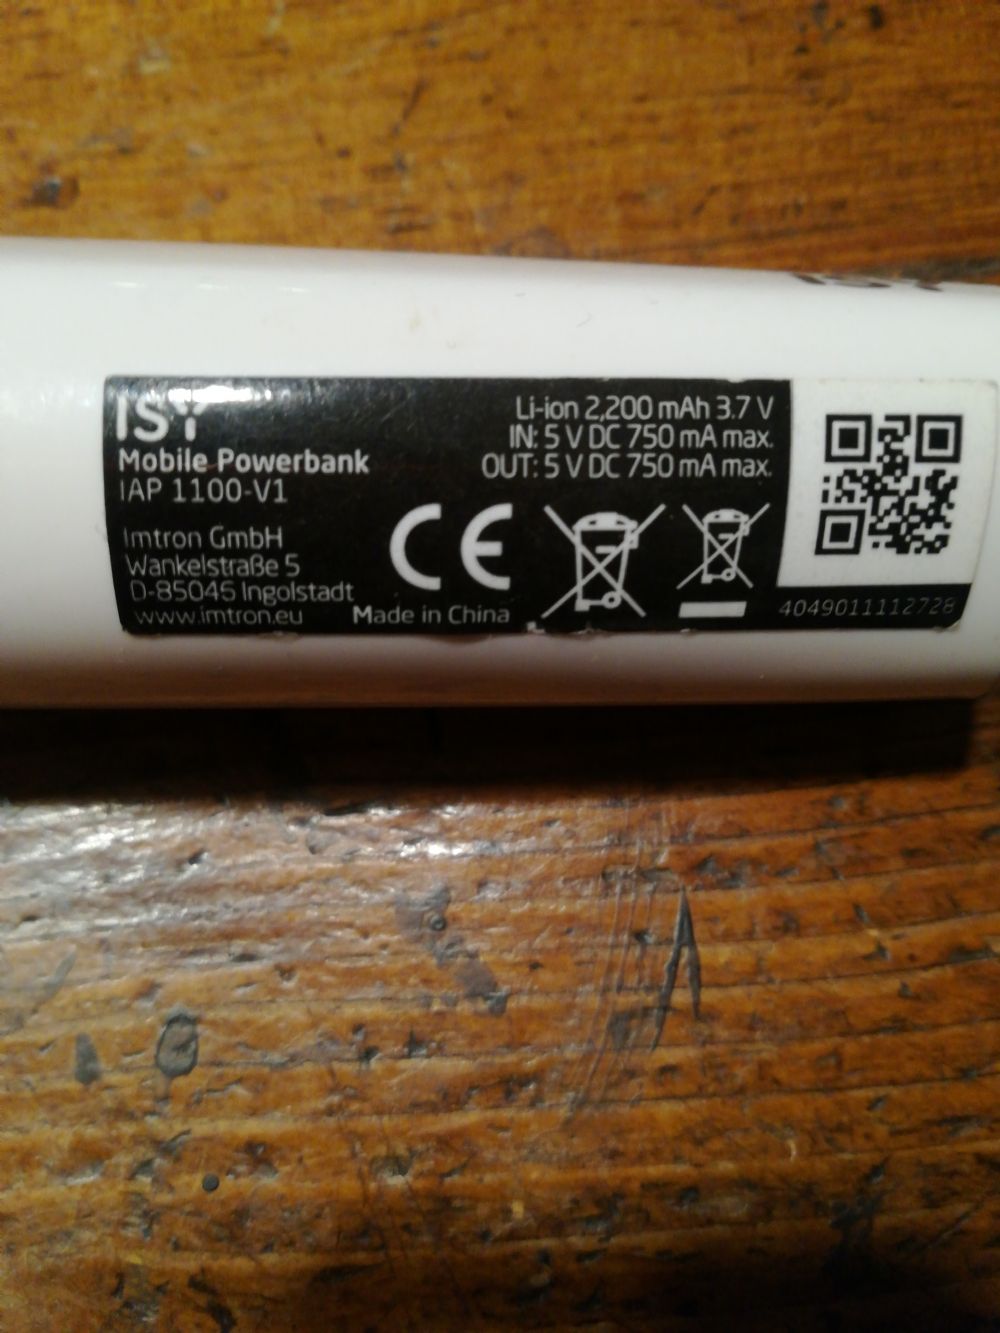 ISY
Mobile Powerbank
IAP 1100-V1
Imtron GmbH
Wankelstraße 5
D-85045 Ingolstadt
www.imtron.eu
Made in China
Li-ion 2,200 mAh 3.7 V
IN: 5 V DC 750 mA max.
OUT: 5 V DC 750 mA max.
CE
4049011112728